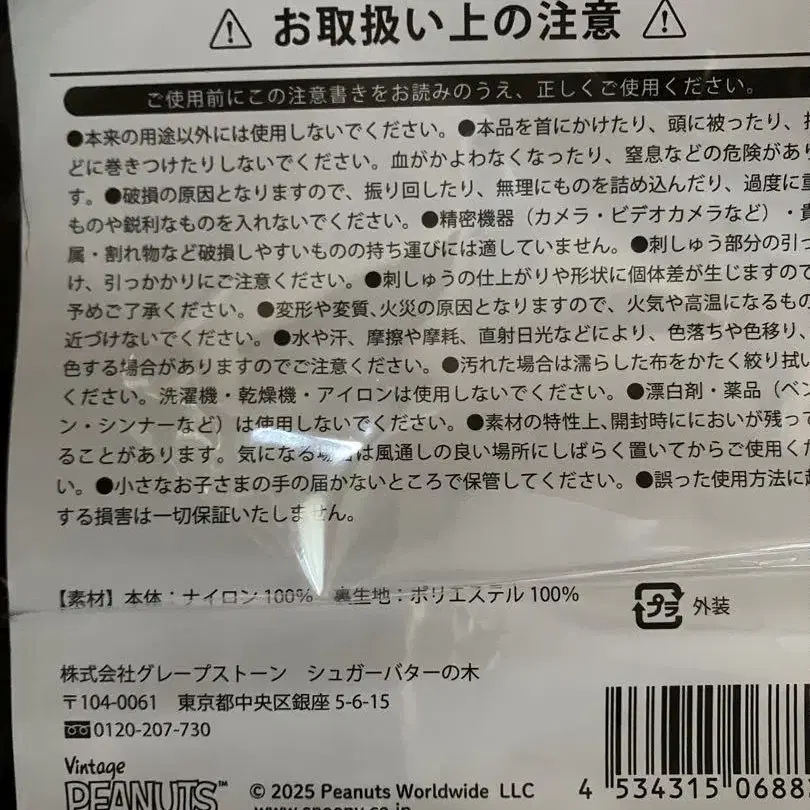 お取扱い上の注意
ご使用前にこの注意書きをお読みのうえ、正しくご使用ください。
●本来の用途以外には使用しないでください。●本品を首にかけたり、頭に被ったり、
どに巻きつけたりしないでください。血がかよわなくなったり、窒息などの危険があり
す。●破損の原因となりますので、振り回したり、無理にものを詰め込んだり、過度に重
ものや鋭利なものを入れないでください。●精密機器（カメラ・ビデオカメラなど）・貴
属・割れ物など破損しやすいものの持ち運びには適していません。●刺しゅう部分の引っ
け、引っかかりにご注意ください。●刺しゅうの仕上がりや形状に個体差が生じますので
予めご了承ください。●変形や変質、火災の原因となりますので、火気や高温になるもの
近づけないでください。●水や汗、摩擦や摩耗、直射日光などにより、色落ちや色移り、
色する場合がありますのでご注意ください。●汚れた場合は濡らした布をかたく絞り拭い
ください。洗濯機・乾燥機・アイロンは使用しないでください。●漂白剤・薬品（ベン
ン・シンナーなど）は使用しないでください。●素材の特性上、開封時ににおいが残って
ることがあります。気になる場合は風通しの良い場所にしばらく置いてからご使用くだ
い。●小さなお子さまの手の届かないところで保管してください。●誤った使用方法に起
する損害は一切保証いたしません。
【素材】本体：ナイロン100%　裏生地：ポリエステル100%
プラ 外装
株式会社グレープストーン　シュガーバターの木
〒104-0061　東京都中央区銀座5-6-15
0120-207-730
Vintage
PEANUTS™
© 2025 Peanuts Worldwide LLC
www.snoopy.co.jp
4 534315 0688